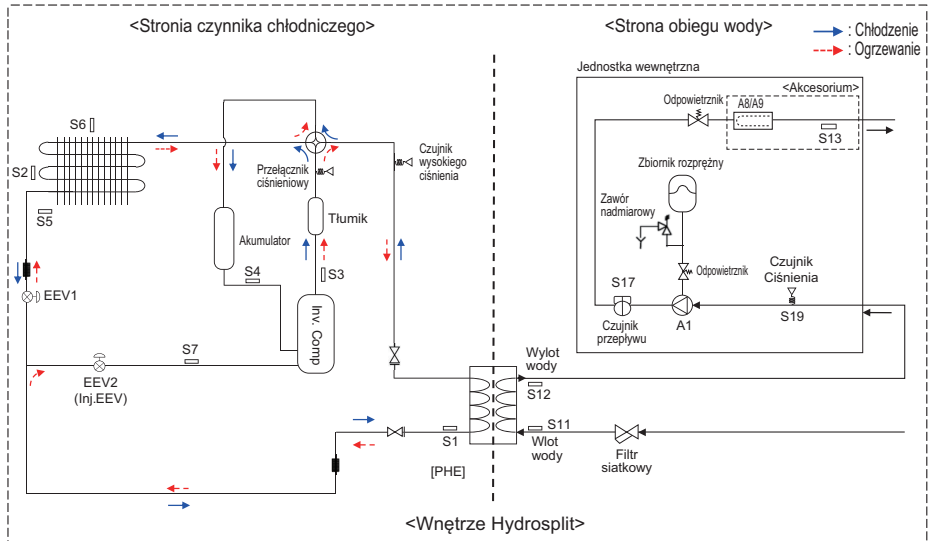 <Stronia czynnika chłodniczego>
<Strona obiegu wody>
: Chłodzenie
: Ogrzewanie
Jednostka wewnętrzna
<Akcesorium>
Odpowietrznik
A8/A9
S13
S6
S2
S5
Przełącznik
ciśnieniowy
Czujnik
wysokiego
ciśnienia
Zbiornik rozprężny
Zawór
nadmiarowy
Tłumik
Akumulator
S4
S3
Odpowietrznik
Czujnik
Ciśnienia
S17
S19
A1
Czujnik
przepływu
EEV1
Inv. Comp
EEV2
(Inj.EEV)
S7
Wylot
wody
S12
S1
S11
Wlot
wody
Filtr
siatkowy
[PHE]
<Wnętrze Hydrosplit>